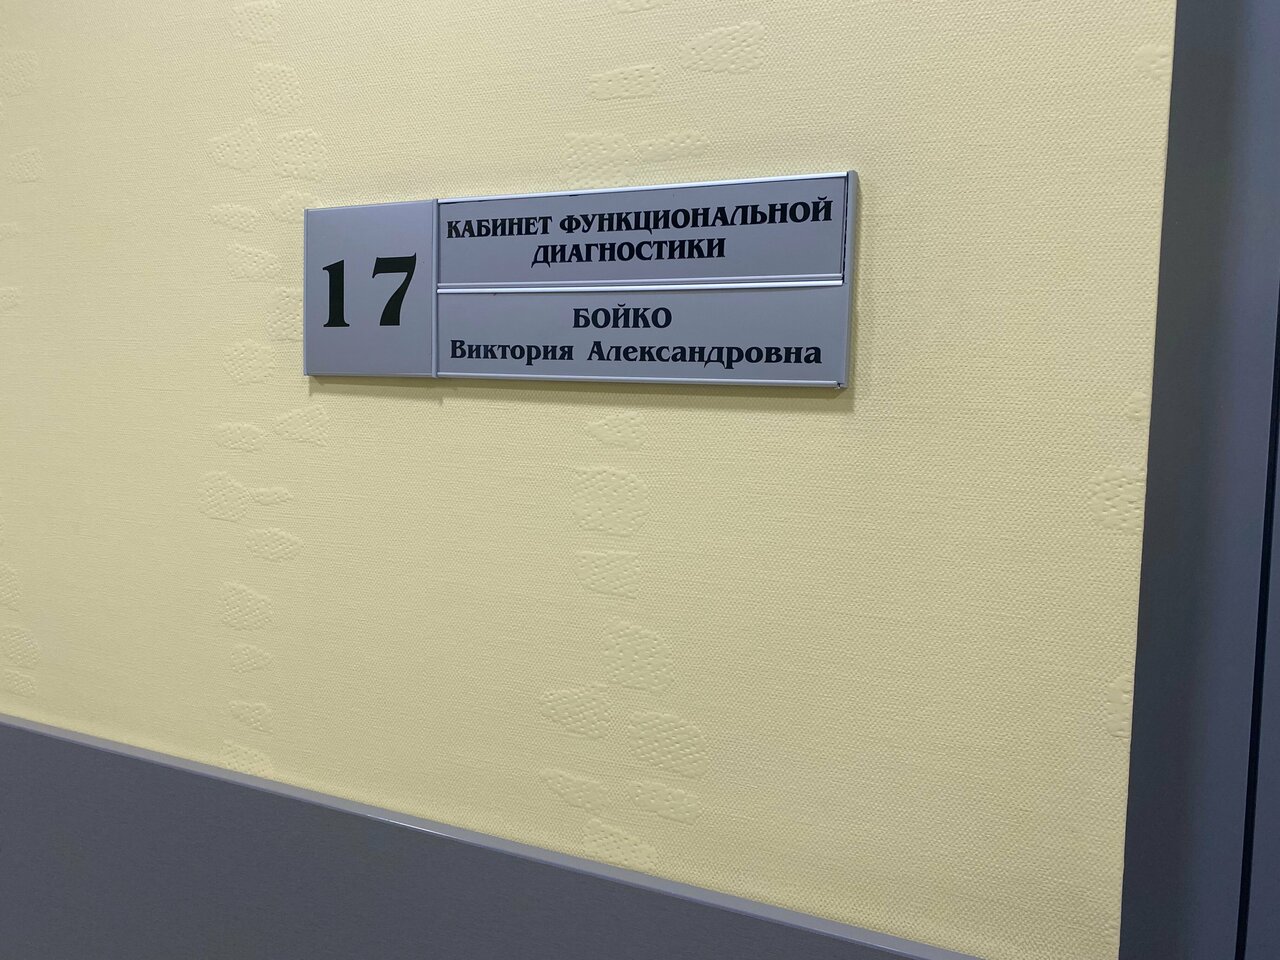 17
КАБИНЕТ ФУНКЦИОНАЛЬНОЙ
ДИАГНОСТИКИ
БОЙКО
Виктория Александровна